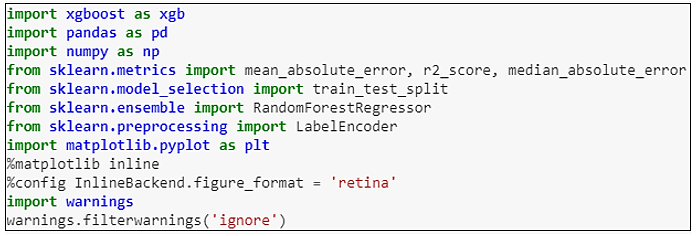 import xgboost as xgb
import pandas as pd
import numpy as np
from sklearn.metrics import mean_absolute_error, r2_score, median_absolute_error
from sklearn.model_selection import train_test_split
from sklearn.ensemble import RandomForestRegressor
from sklearn.preprocessing import LabelEncoder
import matplotlib.pyplot as plt
%matplotlib inline
%config InlineBackend.figure_format = 'retina'
import warnings
warnings.filterwarnings('ignore')